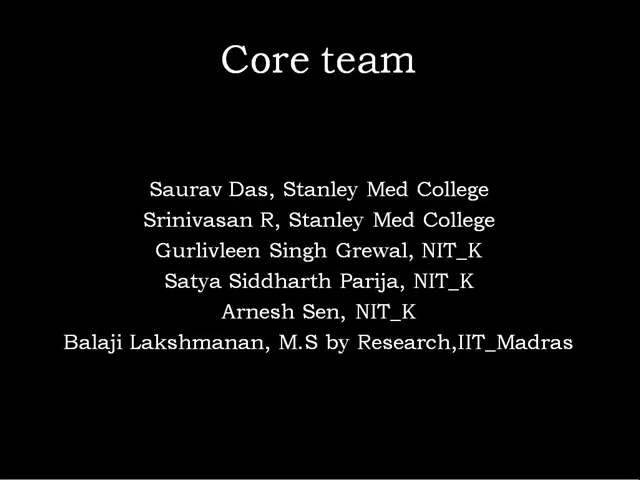 Core team
Saurav Das, Stanley Med College
Srinivasan R, Stanley Med College
Gurlivleen Singh Grewal, NIT_K
Satya Siddharth Parija, NIT_K
Arnesh Sen, NIT_K
Balaji Lakshmanan, M.S by Research,IIT_Madras